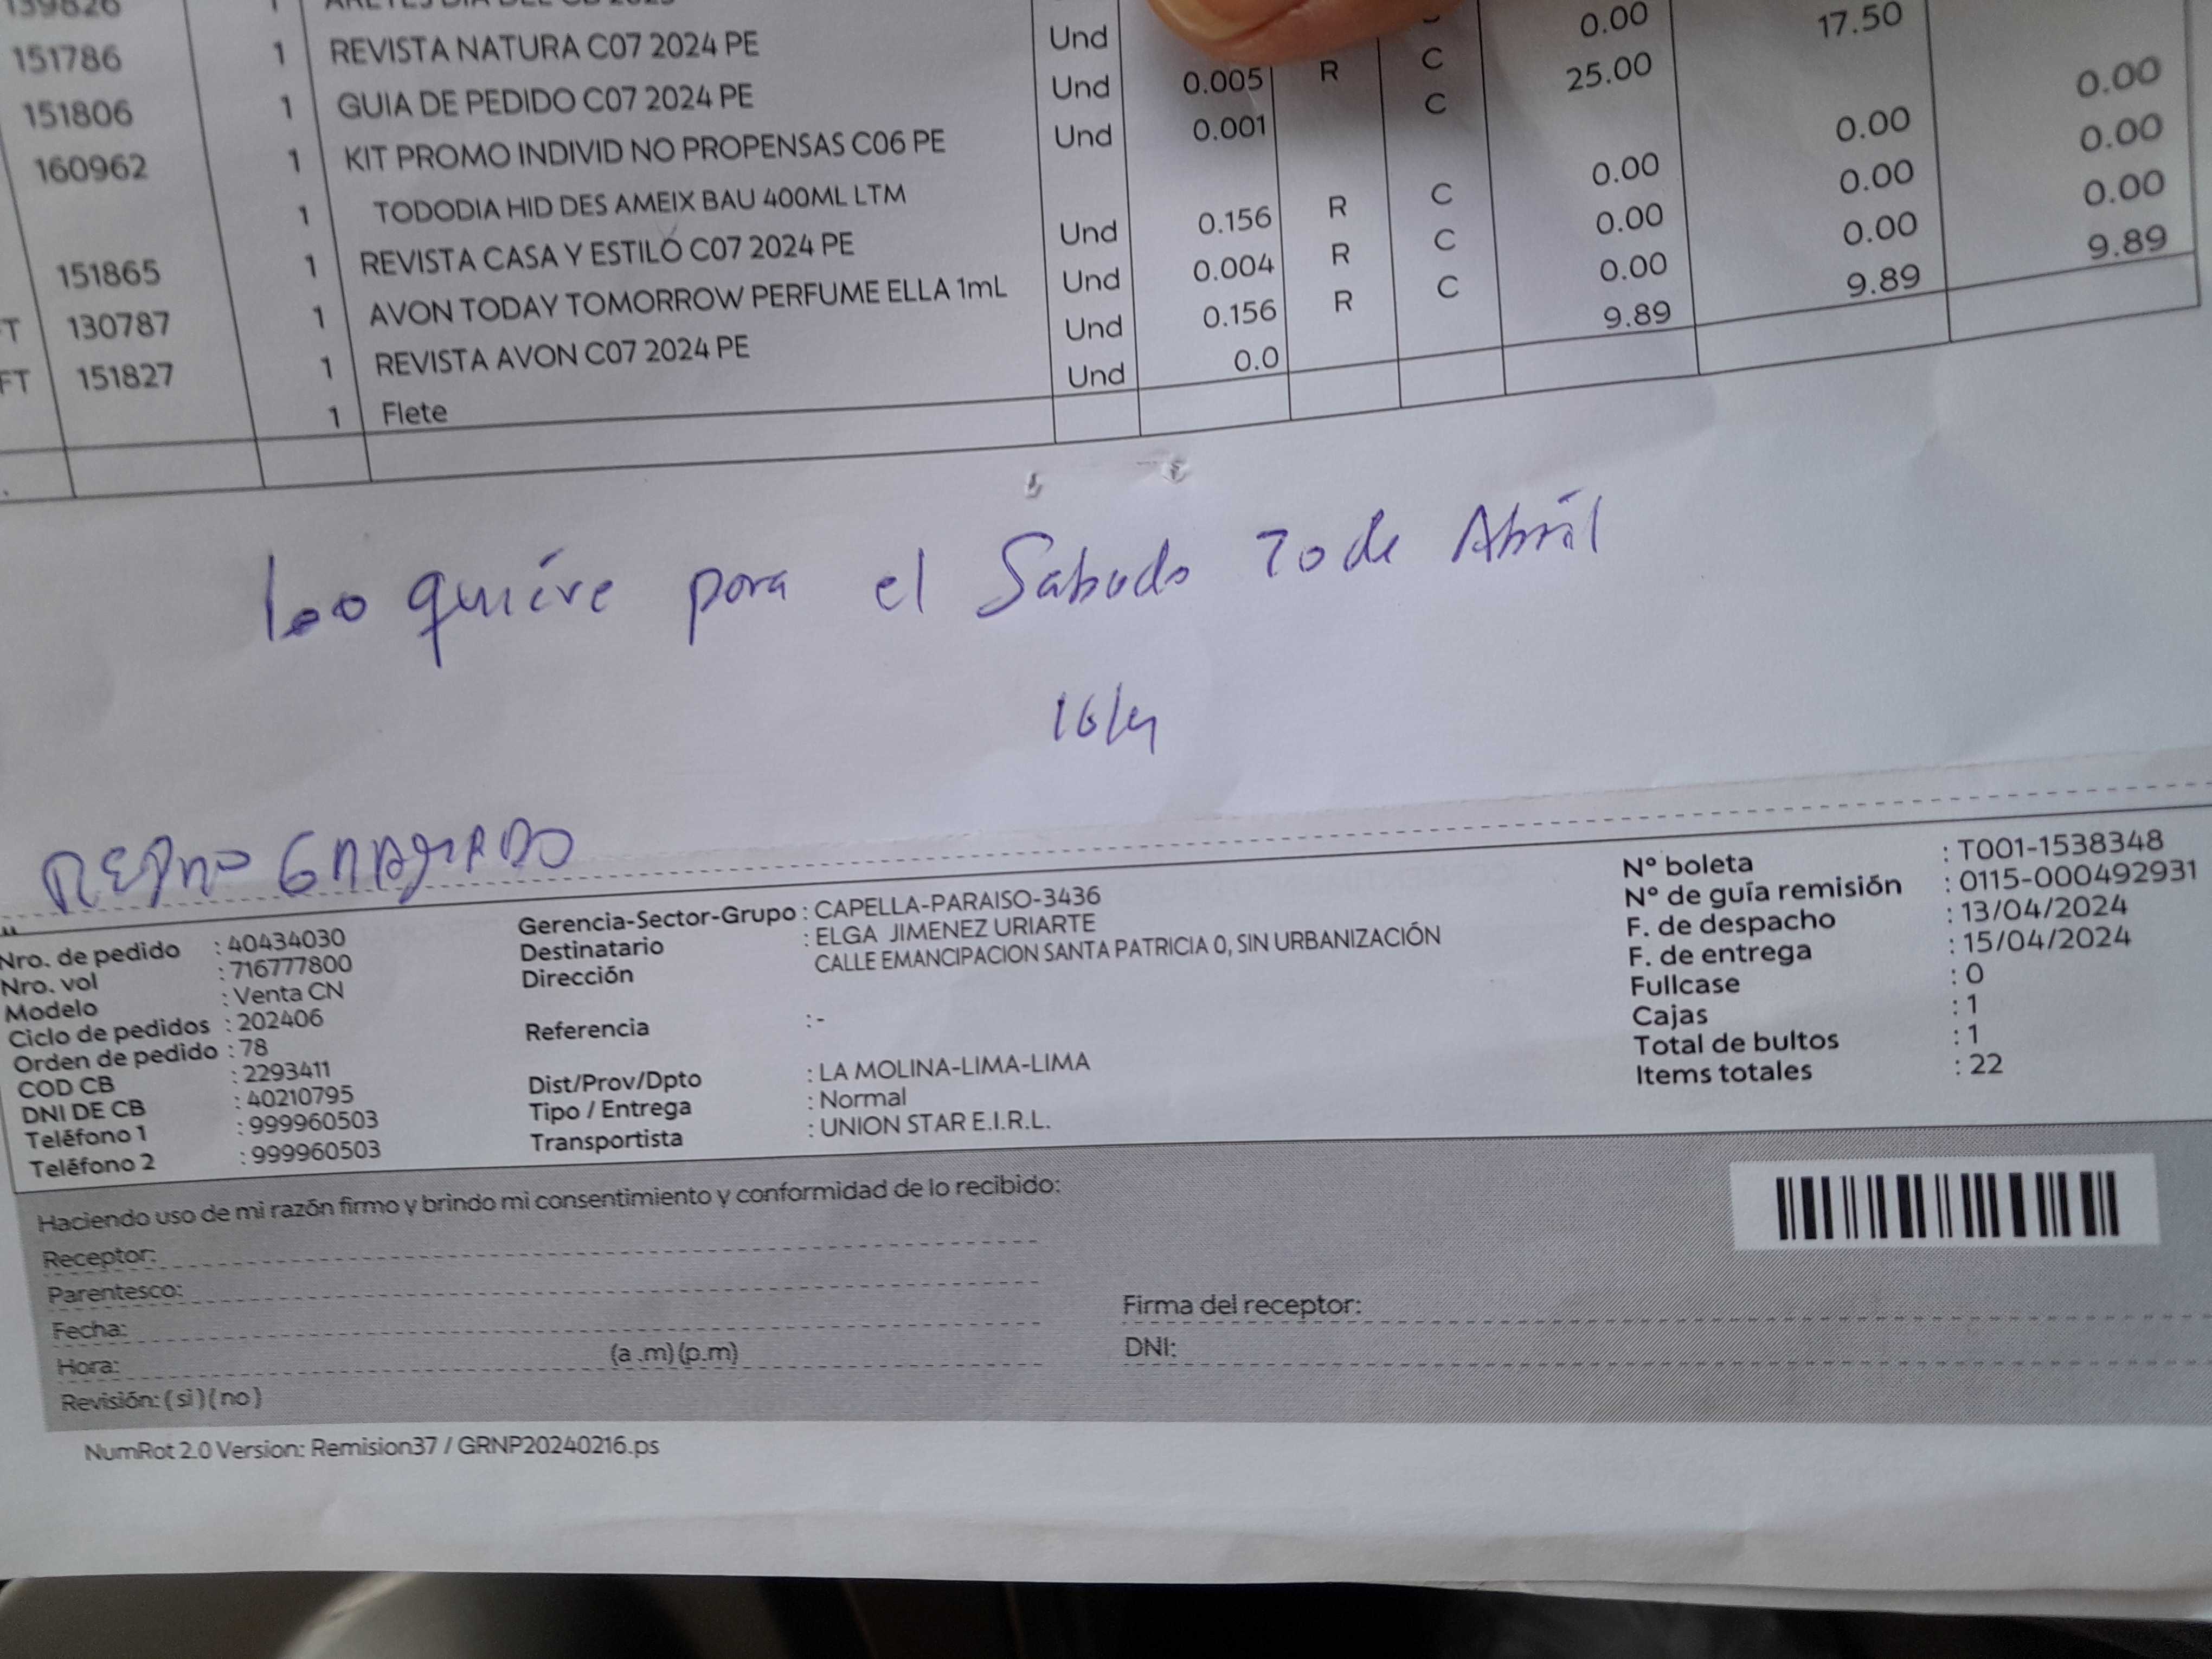 151786 1 REVISTA NATURA C07 2024 PE Und 0.00 17.50
151806 1 GUIA DE PEDIDO C07 2024 PE Und 0.005 R C 25.00
160962 1 KIT PROMO INDIVID NO PROPENSAS C06 PE Und 0.001 C 0.00 0.00
1 TODODIA HID DES AMEIX BAU 400ML LTM 0.00 0.00
151865 1 REVISTA CASA Y ESTILO C07 2024 PE Und 0.156 R C 0.00 0.00 0.00
FT 130787 1 AVON TODAY TOMORROW PERFUME ELLA 1mL Und 0.004 R C 0.00 0.00 9.89
FT 151827 1 REVISTA AVON C07 2024 PE Und 0.156 R C 9.89 9.89
1 Flete Und 0.0
quiere para el Sabado 20 de Abril
16/4
Nro. de pedido : 40434030
Nro. vol : 716777800
Modelo : Venta CN
Ciclo de pedidos : 202406
Orden de pedido : 78
COD CB : 2293411
DNI DE CB : 40210795
Teléfono 1 : 999960503
Teléfono 2 : 999960503
Gerencia-Sector-Grupo : CAPELLA-PARAISO-3436
Destinatario : ELGA JIMENEZ URIARTE
Dirección CALLE EMANCIPACION SANTA PATRICIA 0, SIN URBANIZACIÓN
Referencia :-
Dist/Prov/Dpto : LA MOLINA-LIMA-LIMA
Tipo / Entrega : Normal
Transportista : UNION STAR E.I.R.L.
N° boleta : T001-1538348
N° de guía remisión : 0115-000492931
F. de despacho : 13/04/2024
F. de entrega : 15/04/2024
Fullcase : 0
Cajas : 1
Total de bultos : 1
Items totales : 22
Haciendo uso de mi razón firmo y brindo mi consentimiento y conformidad de lo recibido:
Receptor:
Parentesco:
Fecha:
Hora: (a .m) (p.m)
Revisión: ( si ) ( no )
Firma del receptor:
DNI:
NumRot 2.0 Version: Remision37 / GRNP20240216.ps